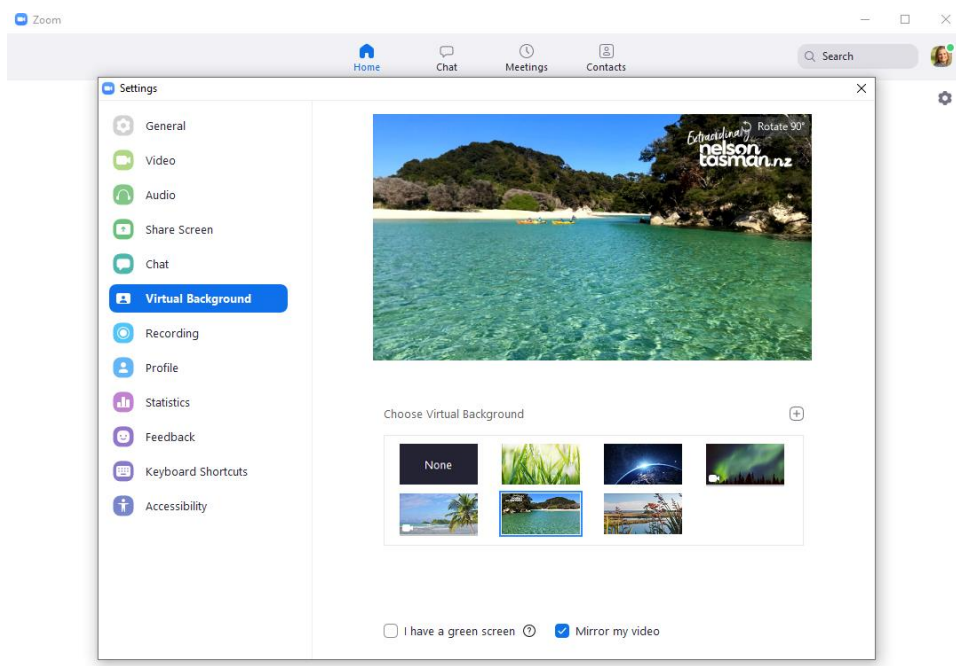 Zoom
Home
Chat
Meetings
Contacts
Search
Settings
General
Video
Audio
Share Screen
Chat
Virtual Background
Recording
Profile
Statistics
Feedback
Keyboard Shortcuts
Accessibility
Rotate 90°
Extraordinary
nelson
tasman.nz
Choose Virtual Background
None
I have a green screen
Mirror my video